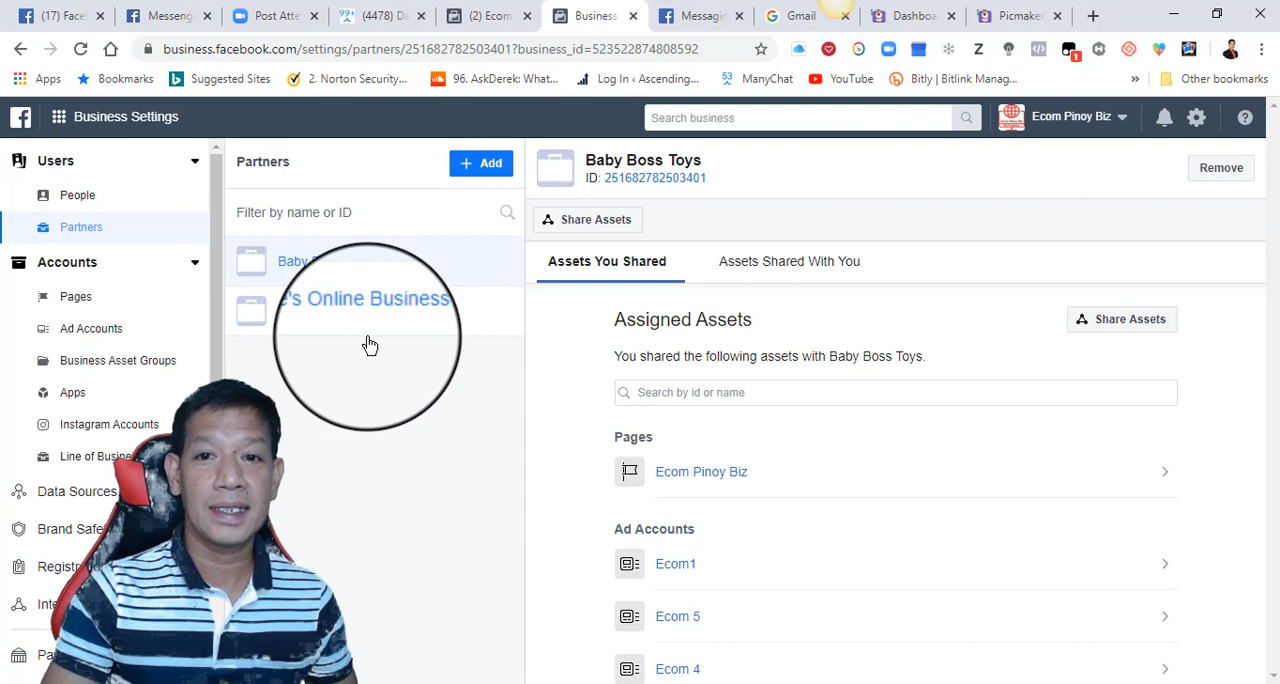 (17) Face
Messeng
Post Atte
(4478) Da
(2) Ecom
Business
Messagin
Gmail
Dashboa
Picmaker
business.facebook.com/settings/partners/251682782503401?business_id=523522874808592
1
Apps
Bookmarks
Suggested Sites
2. Norton Security...
96. AskDerek: What...
Log In ‹ Ascending...
ManyChat
YouTube
Bitly | Bitlink Manag...
Other bookmarks
Business Settings
Search business
Ecom Pinoy Biz
Users
People
Partners
Accounts
Pages
Ad Accounts
Business Asset Groups
Apps
Instagram Accounts
Line of Busine
Data Sources
Brand Safe
Registration
Inte
Pa
Partners
+ Add
Filter by name or ID
Baby
e's Online Business
Baby Boss Toys
ID: 251682782503401
Remove
Share Assets
Assets You Shared
Assets Shared With You
Assigned Assets
Share Assets
You shared the following assets with Baby Boss Toys.
Search by id or name
Pages
Ecom Pinoy Biz
Ad Accounts
Ecom1
Ecom 5
Ecom 4